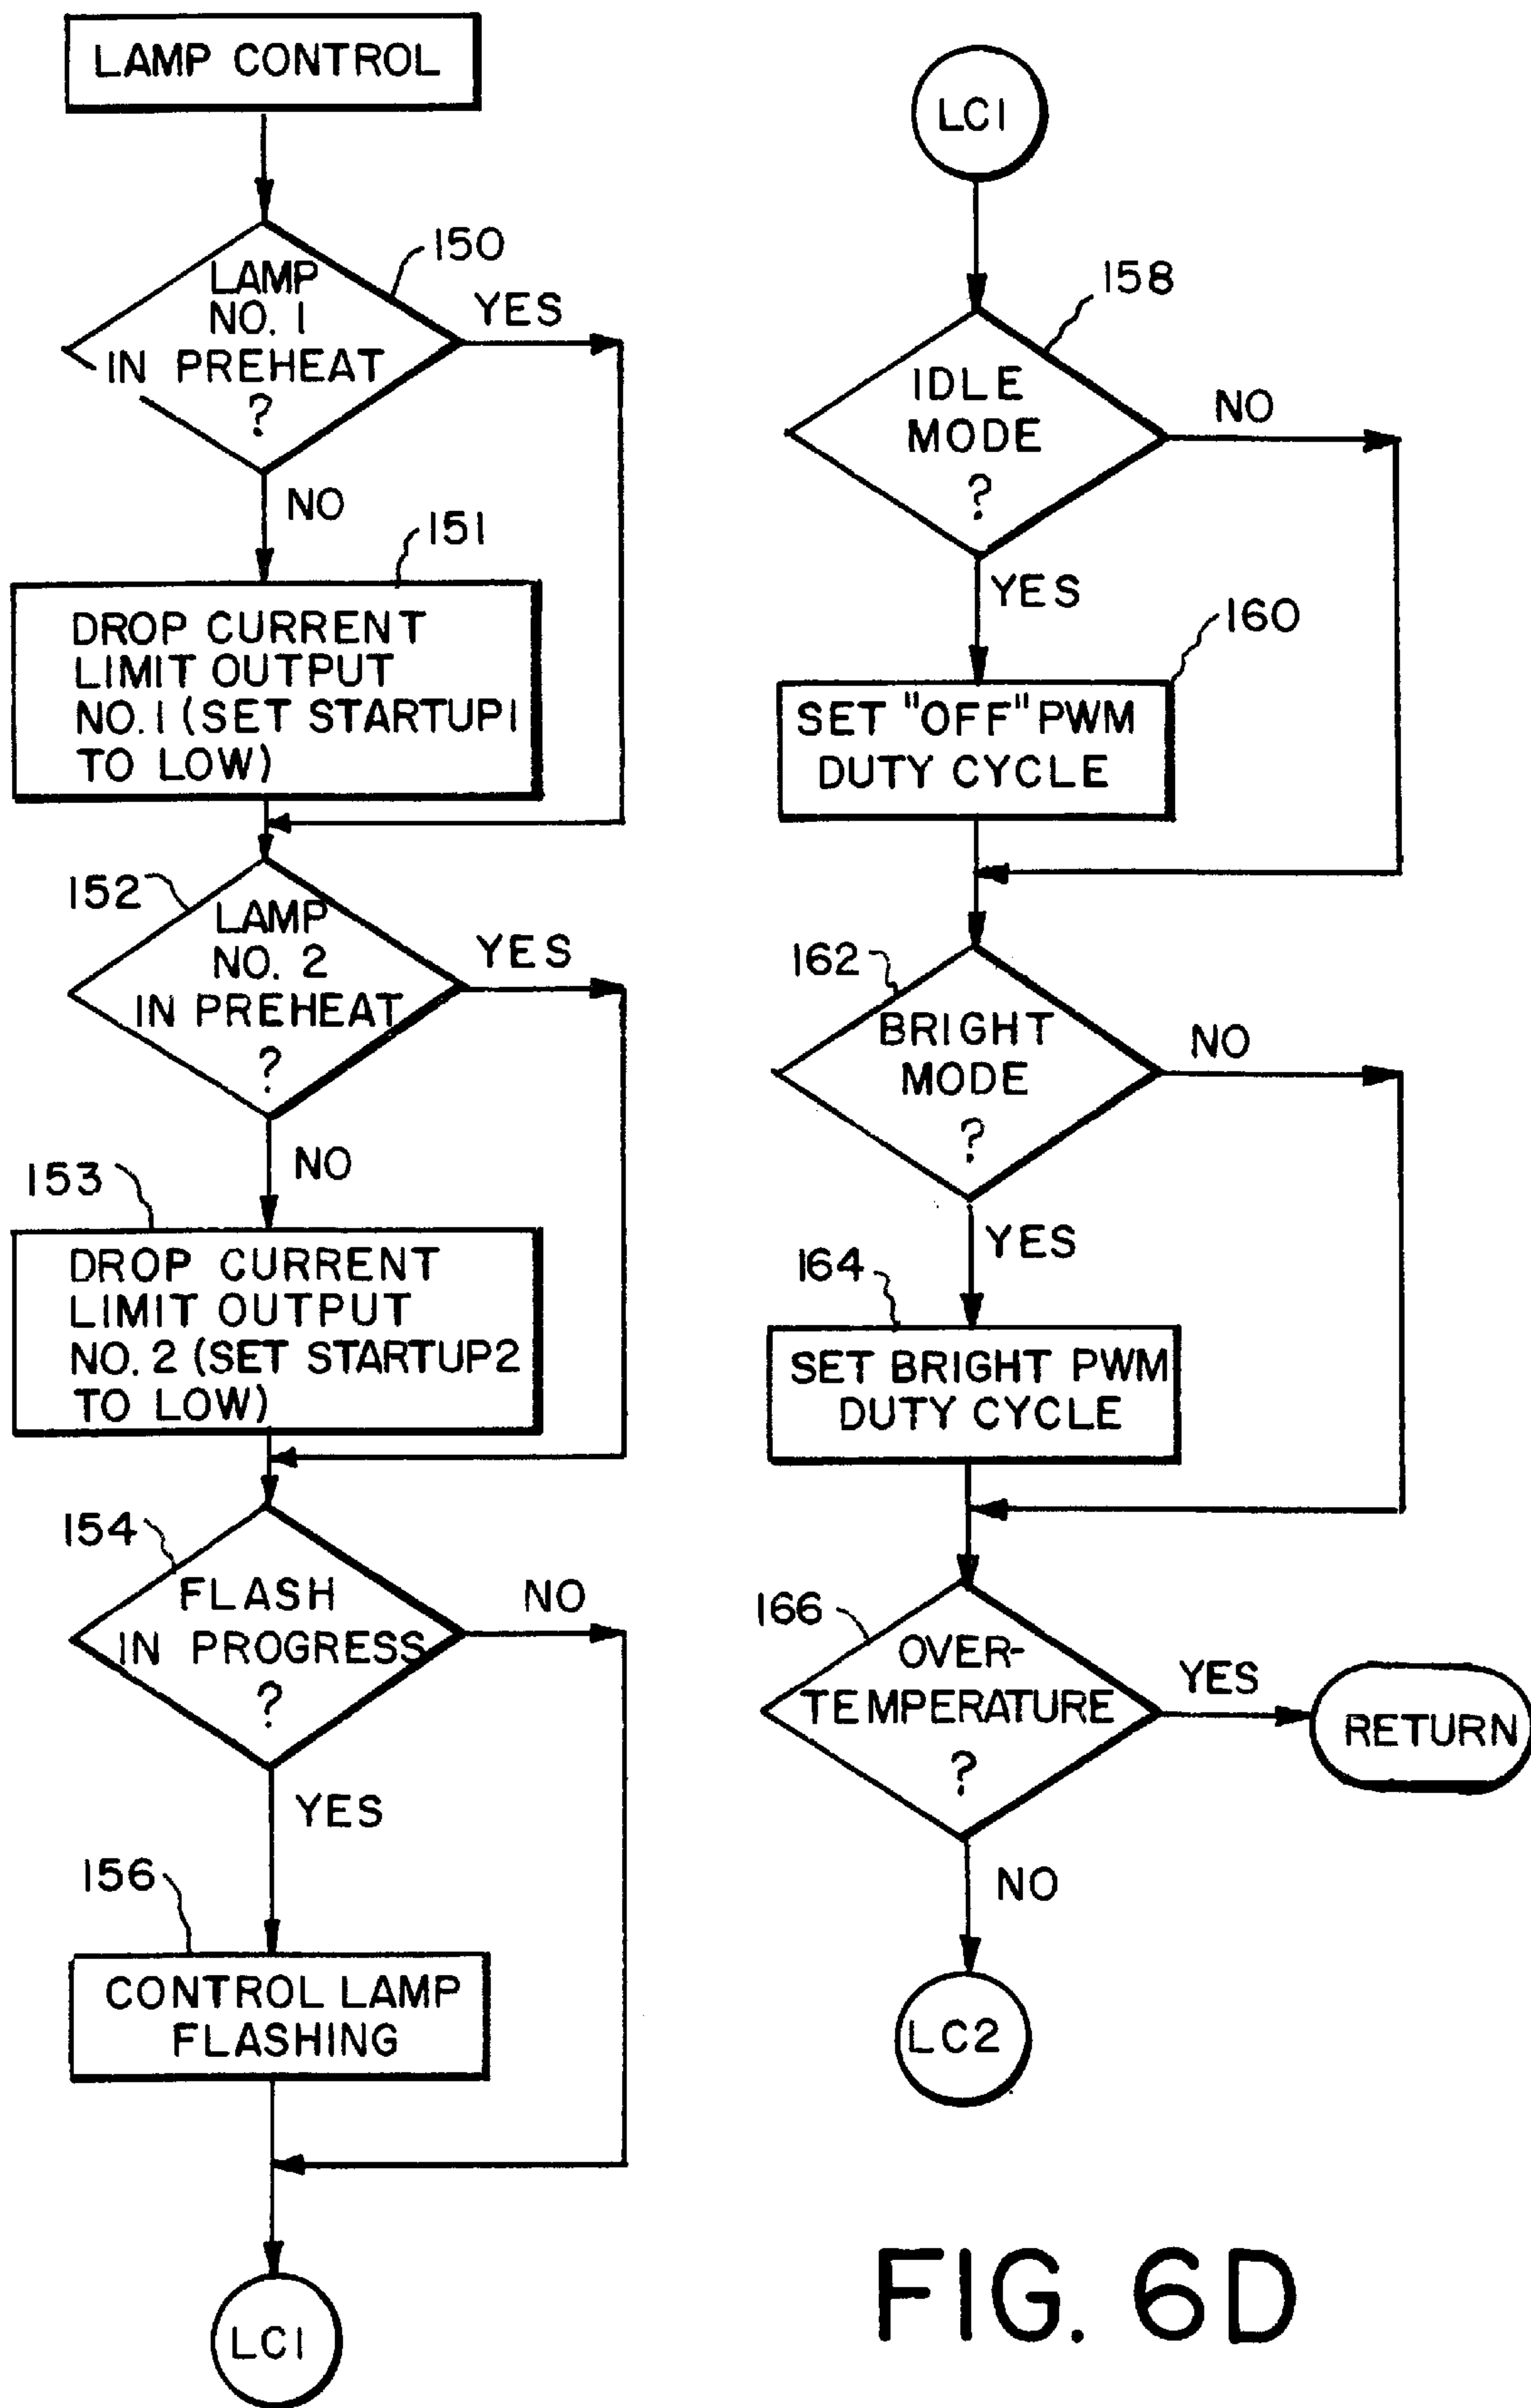 LAMP CONTROL
150
LAMP
NO. 1
IN PREHEAT
?
YES
NO
151
DROP CURRENT
LIMIT OUTPUT
NO. 1 (SET STARTUP1
TO LOW)
152
LAMP
NO. 2
IN PREHEAT
?
YES
NO
153
DROP CURRENT
LIMIT OUTPUT
NO. 2 (SET STARTUP2
TO LOW)
154
FLASH
IN PROGRESS
?
NO
YES
156
CONTROL LAMP
FLASHING
LC1
LC1
158
IDLE
MODE
?
NO
YES
160
SET "OFF" PWM
DUTY CYCLE
162
BRIGHT
MODE
?
NO
YES
164
SET BRIGHT PWM
DUTY CYCLE
166
OVER-
TEMPERATURE
?
YES
RETURN
NO
LC2
FIG. 6D